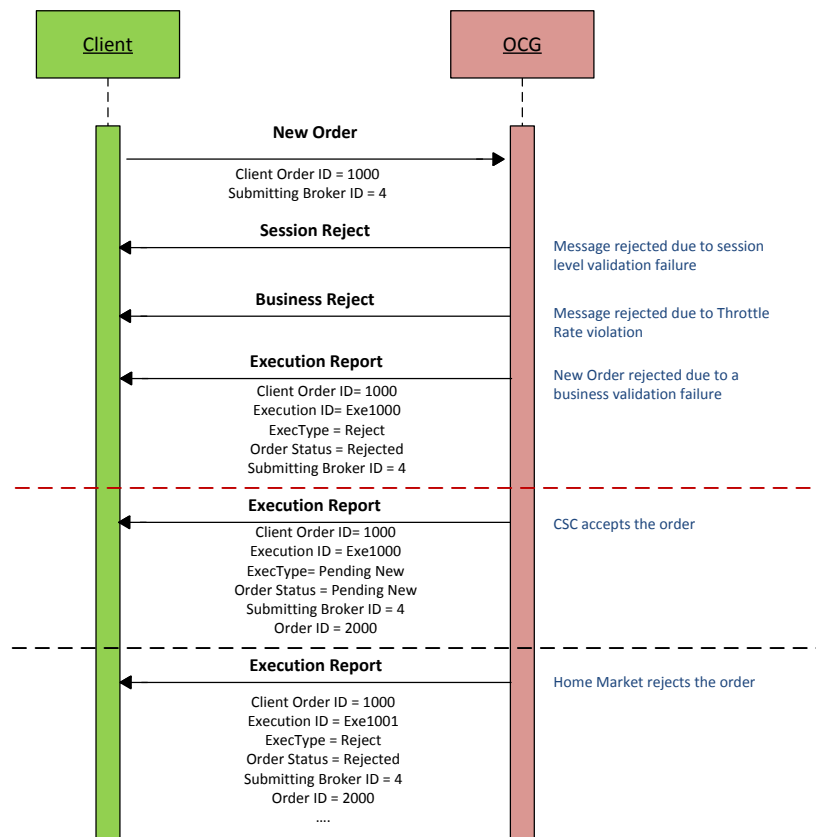 Client
OCG
New Order
Client Order ID = 1000
Submitting Broker ID = 4
Session Reject
Message rejected due to session
level validation failure
Business Reject
Message rejected due to Throttle
Rate violation
Execution Report
New Order rejected due to a
business validation failure
Client Order ID= 1000
Execution ID= Exe1000
ExecType = Reject
Order Status = Rejected
Submitting Broker ID = 4
Execution Report
CSC accepts the order
Client Order ID= 1000
Execution ID = Exe1000
ExecType= Pending New
Order Status = Pending New
Submitting Broker ID = 4
Order ID = 2000
Execution Report
Home Market rejects the order
Client Order ID = 1000
Execution ID = Exe1001
ExecType = Reject
Order Status = Rejected
Submitting Broker ID = 4
Order ID = 2000
....